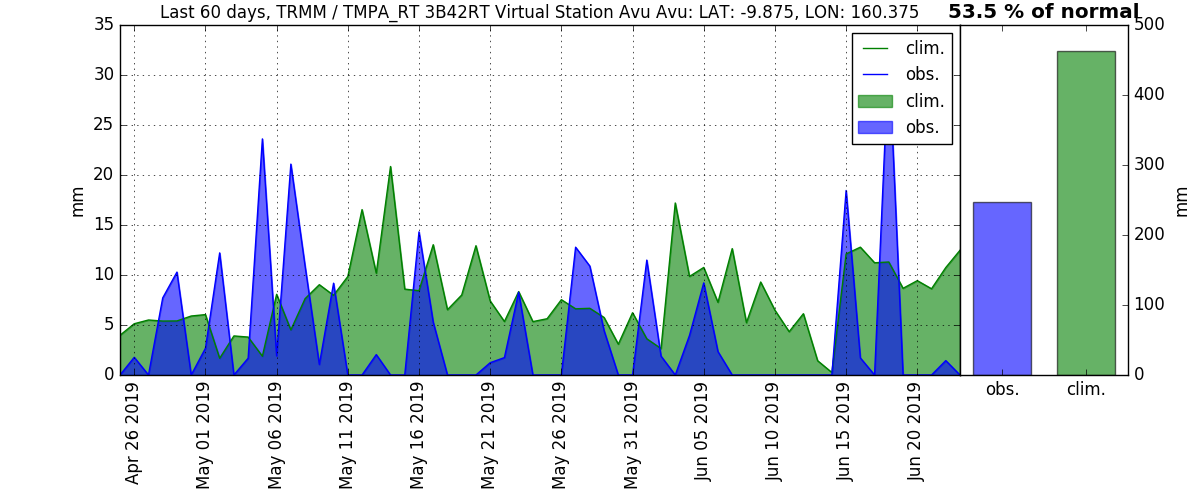 Last 60 days, TRMM / TMPA_RT 3B42RT Virtual Station Avu Avu: LAT: -9.875, LON: 160.375
53.5 % of normal
35
30
25
20
15
10
5
0
mm
clim.
obs.
clim.
obs.
Apr 26 2019
May 01 2019
May 06 2019
May 11 2019
May 16 2019
May 21 2019
May 26 2019
May 31 2019
Jun 05 2019
Jun 10 2019
Jun 15 2019
Jun 20 2019
500
400
300
200
100
0
mm
obs.
clim.